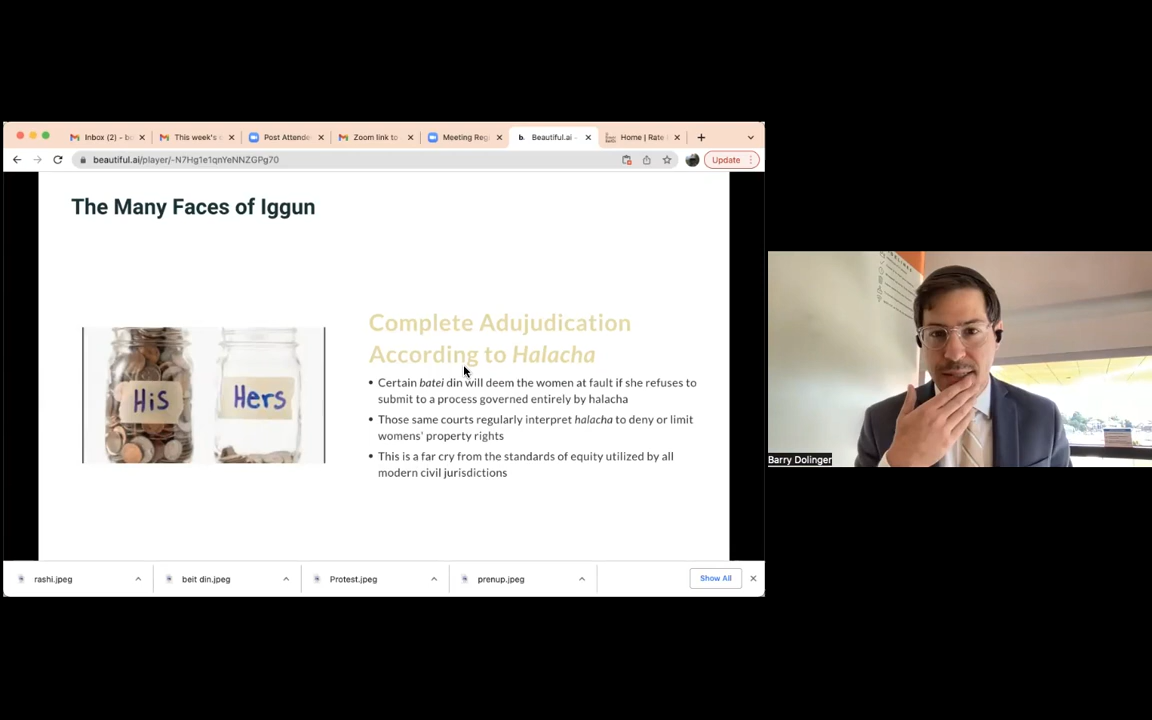 Inbox (2) - bo
This week's
Post Attende
Zoom link to
Meeting Reg
b. Beautiful.ai -
Home | Rate
beautiful.ai/player/-N7Hg1e1qnYeNNZGPg70
Update
The Many Faces of Iggun
His
Hers
Complete Adujudication
According to Halacha
• Certain batei din will deem the women at fault if she refuses to
submit to a process governed entirely by halacha
• Those same courts regularly interpret halacha to deny or limit
womens' property rights
• This is a far cry from the standards of equity utilized by all
modern civil jurisdictions
Barry Dolinger
rashi.jpeg
beit din.jpeg
Protest.jpeg
prenup.jpeg
Show All